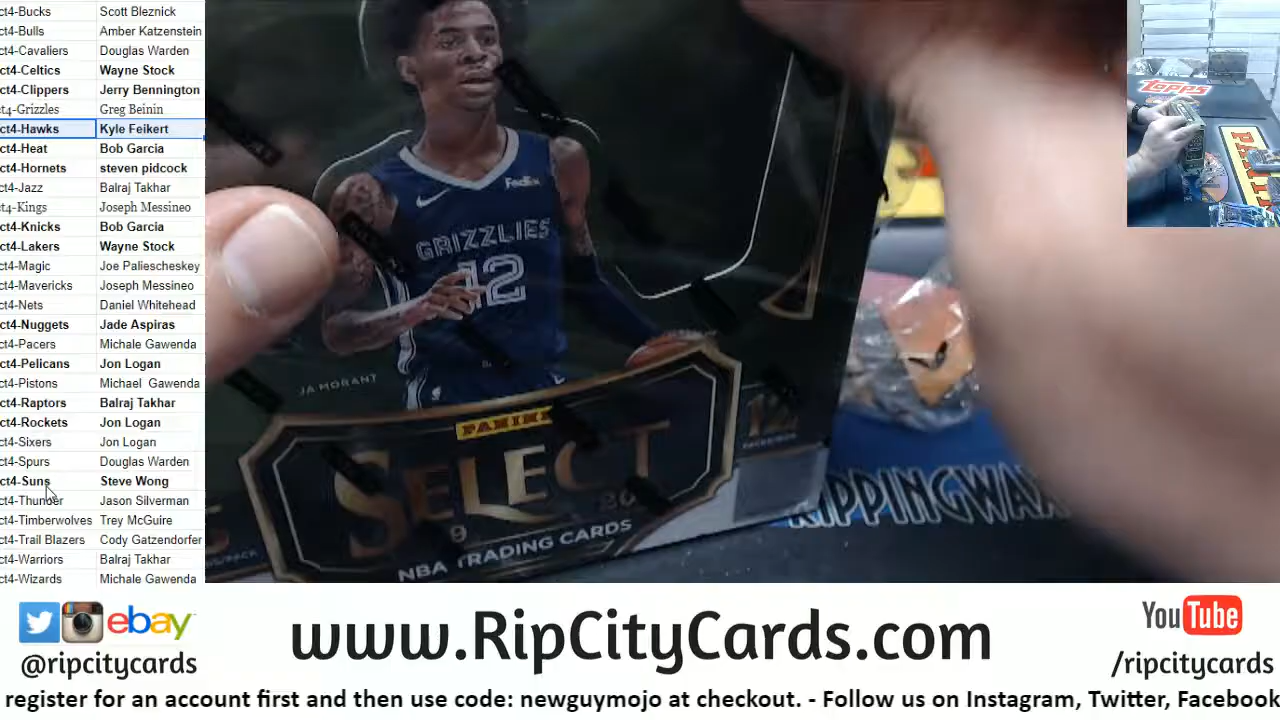 ct4-Bucks Scott Bleznick
ct4-Bulls Amber Katzenstein
ct4-Cavaliers Douglas Warden
ct4-Celtics Wayne Stock
ct4-Clippers Jerry Bennington
ct4-Grizzles Greg Beinin
ct4-Hawks Kyle Feikert
ct4-Heat Bob Garcia
ct4-Hornets steven pidcock
ct4-Jazz Balraj Takhar
ct4-Kings Joseph Messineo
ct4-Knicks Bob Garcia
ct4-Lakers Wayne Stock
ct4-Magic Joe Paliescheskey
ct4-Mavericks Joseph Messineo
ct4-Nets Daniel Whitehead
ct4-Nuggets Jade Aspiras
ct4-Pacers Michale Gawenda
ct4-Pelicans Jon Logan
ct4-Pistons Michael Gawenda
ct4-Raptors Balraj Takhar
ct4-Rockets Jon Logan
ct4-Sixers Jon Logan
ct4-Spurs Douglas Warden
ct4-Suns Steve Wong
ct4-Thunder Jason Silverman
ct4-Timberwolves Trey McGuire
ct4-Trail Blazers Cody Gatzendorfer
ct4-Warriors Balraj Takhar
ct4-Wizards Michale Gawenda
FedEx
GRIZZLIES
12
JA MORANT
PANINI
SELECT
NBA TRADING CARDS
12
RIPPINGWAX
topps
ebay
@ripcitycards
www.RipCityCards.com
YouTube
/ripcitycards
register for an account first and then use code: newguymojo at checkout. - Follow us on Instagram, Twitter, Facebook